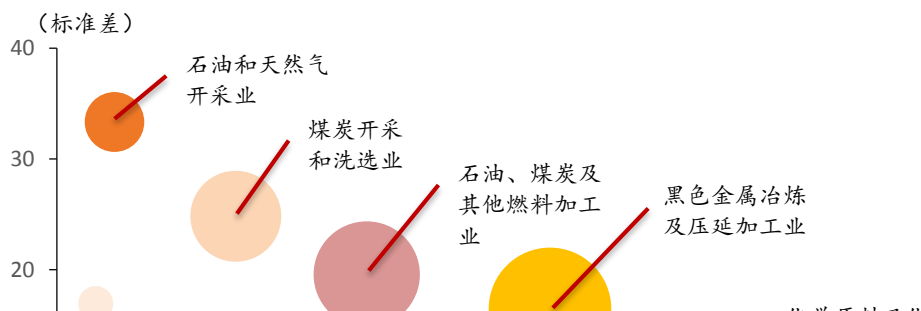 （标准差）
40
石油和天然气
开采业
煤炭开采
和洗选业
30
石油、煤炭及
其他燃料加工
业
黑色金属冶炼
及压延加工业
20